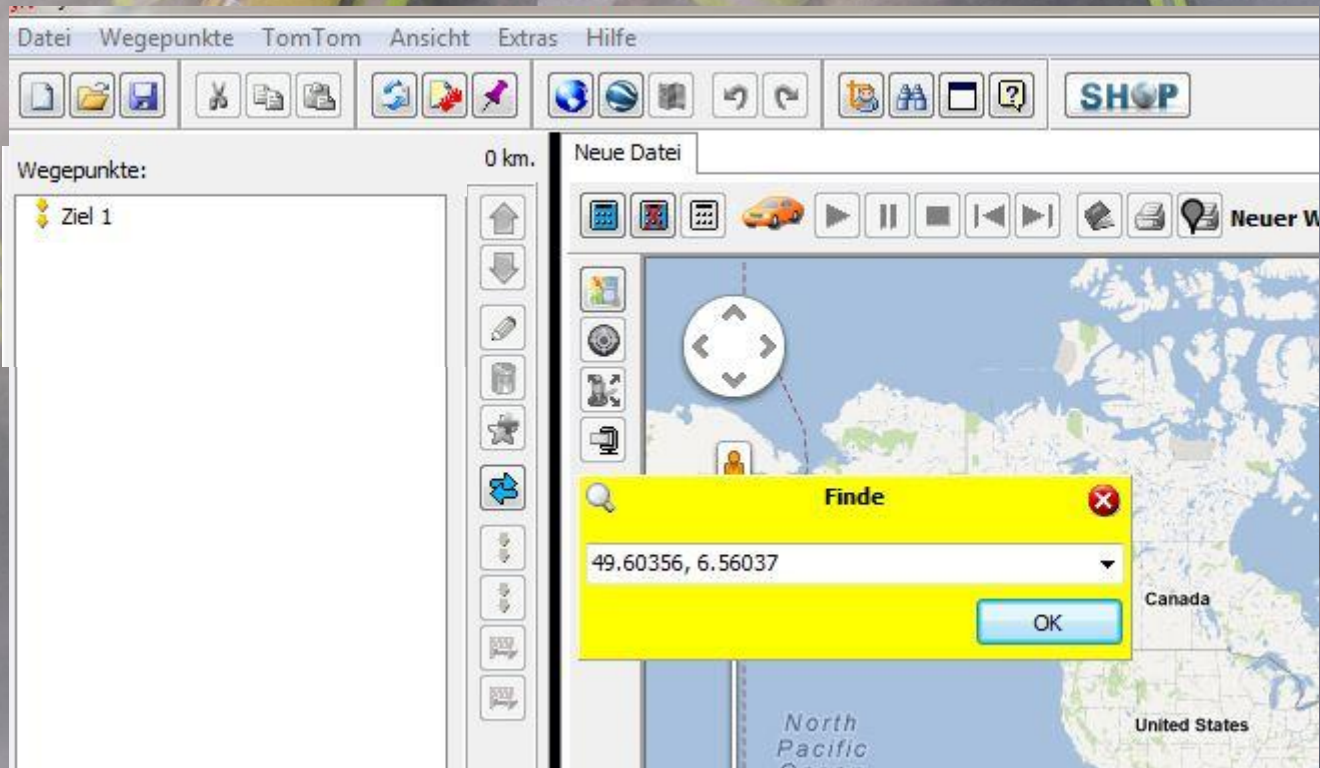 Datei Wegepunkte TomTom Ansicht Extras Hilfe
SHOP
Wegepunkte:
0 km.
Neue Datei
Ziel 1
Neuer W
Finde
49.60356, 6.56037
OK
Canada
United States
North
Pacific